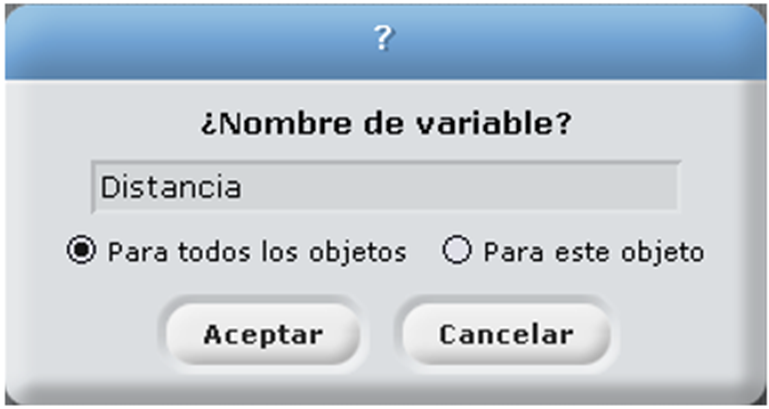 ?
¿Nombre de variable?
Distancia
Para todos los objetos Para este objeto
Aceptar Cancelar